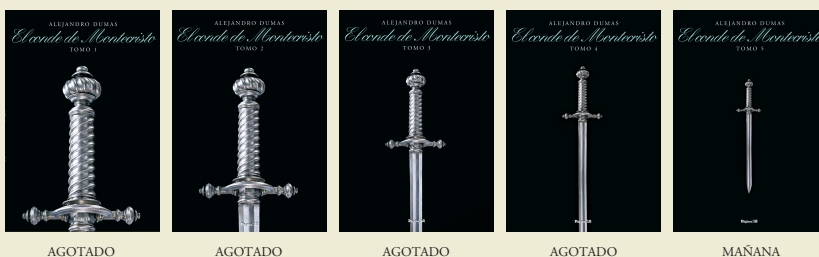 ALEJANDRO DUMAS
El conde de Montecristo
TOMO 1
AGOTADO
ALEJANDRO DUMAS
El conde de Montecristo
TOMO 2
AGOTADO
ALEJANDRO DUMAS
El conde de Montecristo
TOMO 3
AGOTADO
ALEJANDRO DUMAS
El conde de Montecristo
TOMO 4
AGOTADO
ALEJANDRO DUMAS
El conde de Montecristo
TOMO 5
MAÑANA